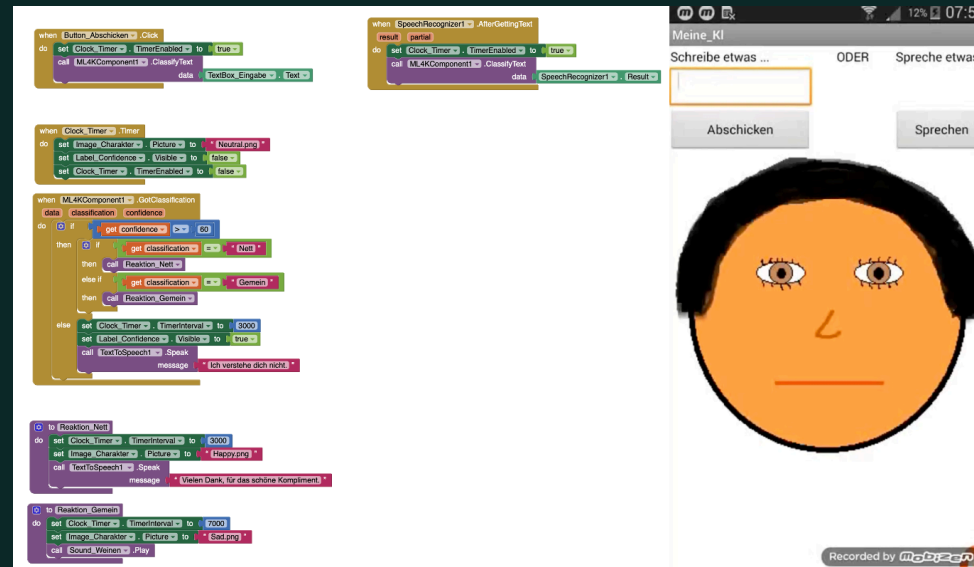 when Button_Abschicken .Click
do set Clock_Timer . TimerEnabled to true
call ML4KComponent1 .ClassifyText
data TextBox_Eingabe . Text
when SpeechRecognizer1 .AfterGettingText
result partial
do set Clock_Timer . TimerEnabled to true
call ML4KComponent1 .ClassifyText
data SpeechRecognizer1 . Result
when Clock_Timer .Timer
do set Image_Charakter . Picture to "Neutral.png"
set Label_Confidence . Visible to false
set Clock_Timer . TimerEnabled to false
when ML4KComponent1 .GotClassification
data classification confidence
do if get confidence > 60
then if get classification = "Nett"
then call Reaktion_Nett
else if get classification = "Gemein"
then call Reaktion_Gemein
else set Clock_Timer . TimerInterval to 3000
set Label_Confidence . Visible to true
call TextToSpeech1 .Speak
message "Ich verstehe dich nicht."
to Reaktion_Nett
do set Clock_Timer . TimerInterval to 3000
set Image_Charakter . Picture to "Happy.png"
call TextToSpeech1 .Speak
message "Vielen Dank, für das schöne Kompliment."
to Reaktion_Gemein
do set Clock_Timer . TimerInterval to 7000
set Image_Charakter . Picture to "Sad.png"
call Sound_Weinen .Play
12% 07:5
Meine_KI
Schreibe etwas ... ODER Spreche etwas
Abschicken Sprechen
Recorded by mobizen